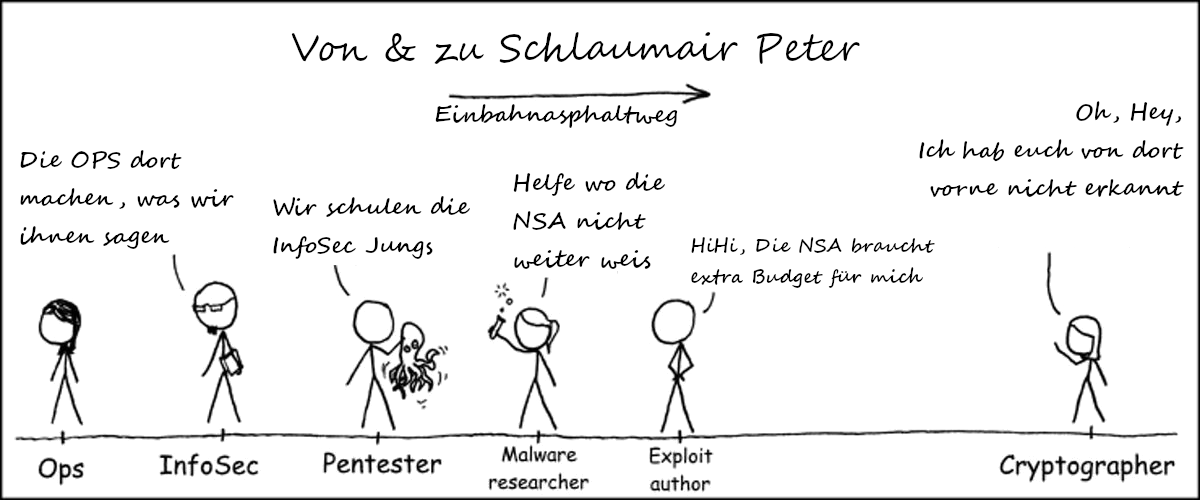 Von & zu Schlaumair Peter
Einbahnasphaltweg
Die OPS dort
machen, was wir
ihnen sagen
Wir schulen die
InfoSec Jungs
Helfe wo die
NSA nicht
weiter weis
HiHi, Die NSA braucht
extra Budget für mich
Oh, Hey,
Ich hab euch von dort
vorne nicht erkannt
Ops
InfoSec
Pentester
Malware
researcher
Exploit
author
Cryptographer